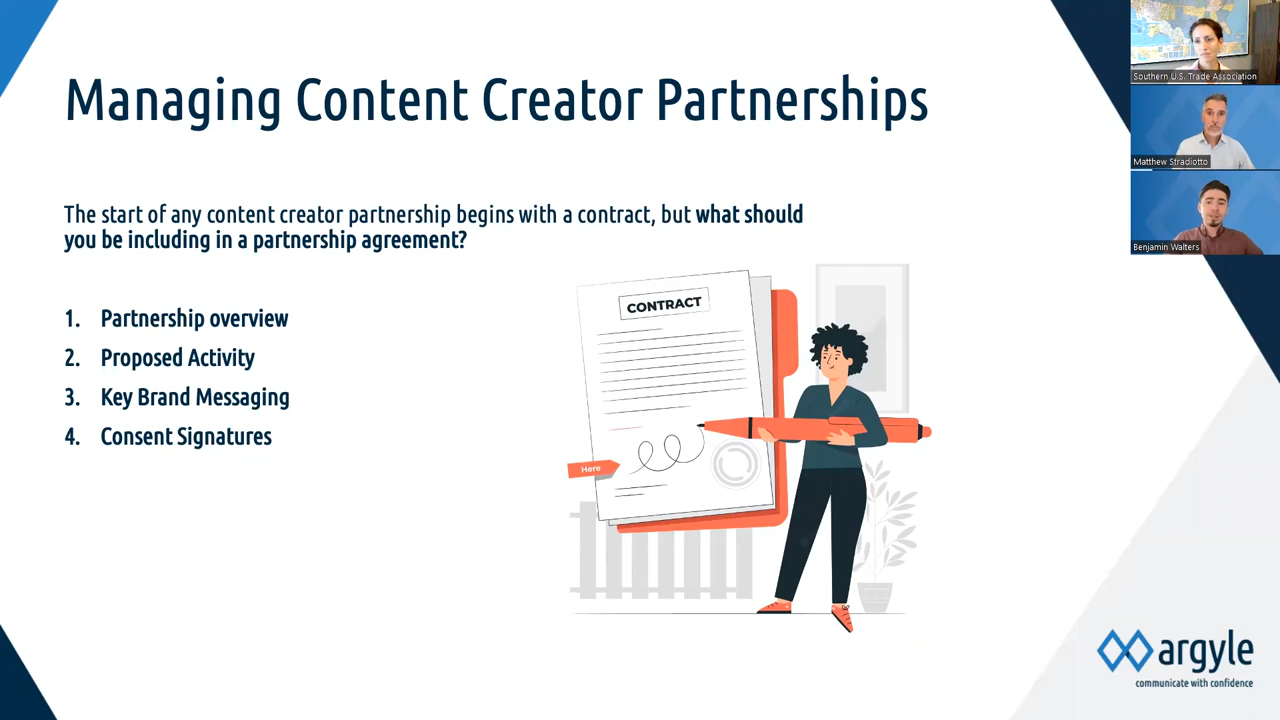 Managing Content Creator Partnerships
The start of any content creator partnership begins with a contract, but what should
you be including in a partnership agreement?
1. Partnership overview
2. Proposed Activity
3. Key Brand Messaging
4. Consent Signatures
CONTRACT
Here
Southern U.S. Trade Association
Matthew Stradiotto
Benjamin Walters
argyle
communicate with confidence